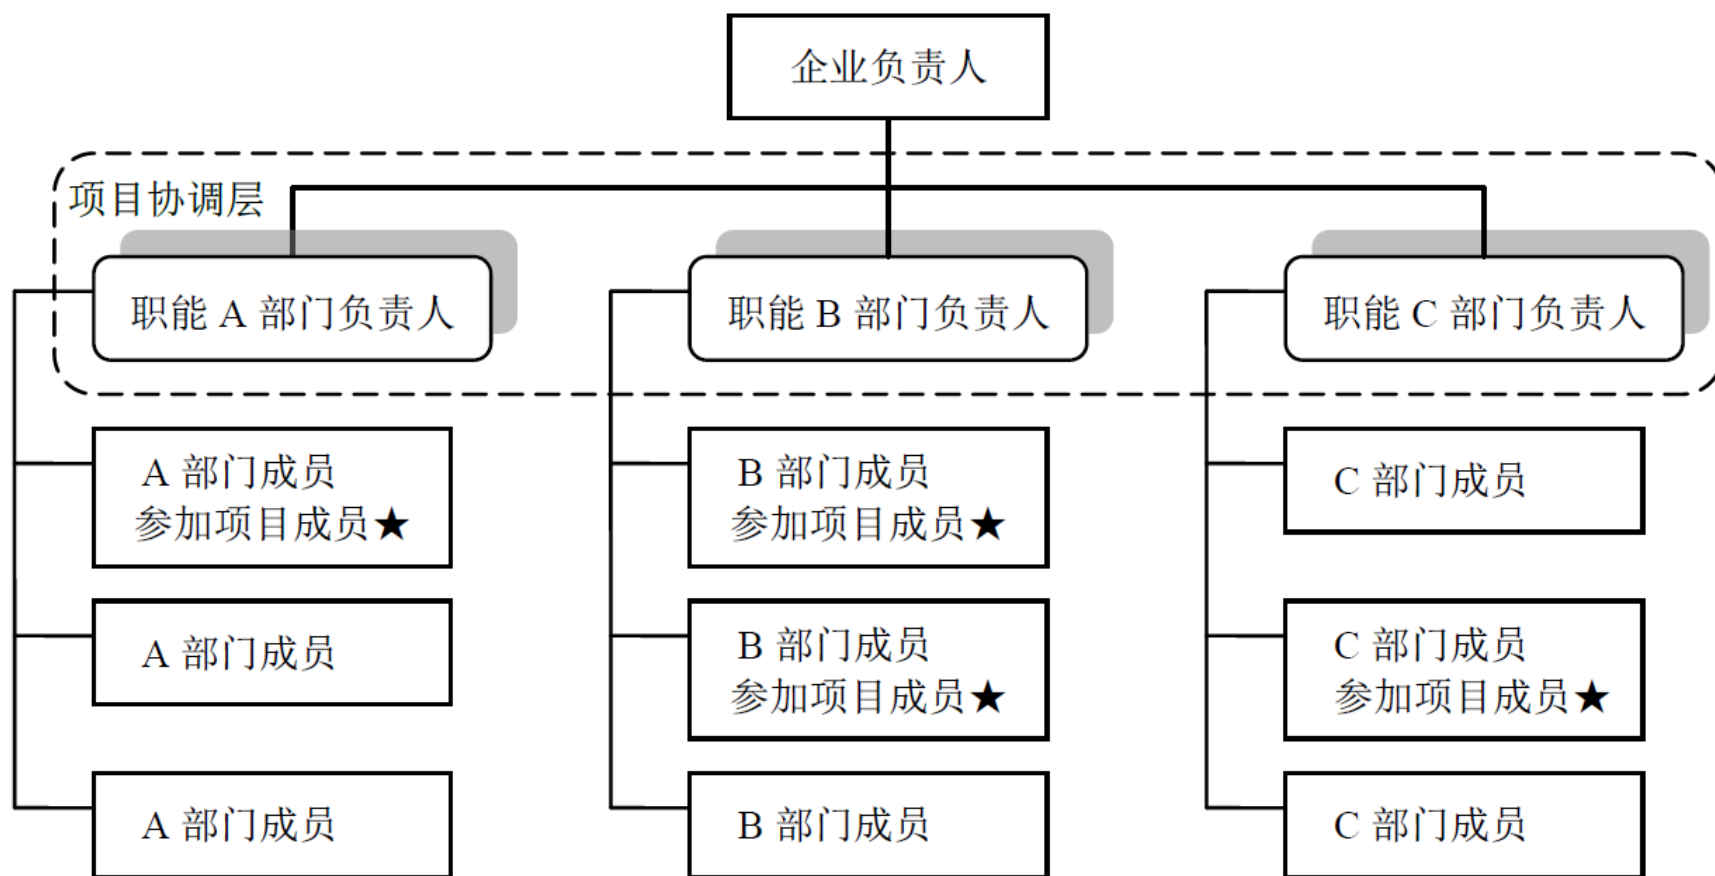 企业负责人
项目协调层
职能 A 部门负责人
职能 B 部门负责人
职能 C 部门负责人
A 部门成员
参加项目成员★
B 部门成员
参加项目成员★
C 部门成员
A 部门成员
B 部门成员
参加项目成员★
C 部门成员
参加项目成员★
A 部门成员
B 部门成员
C 部门成员